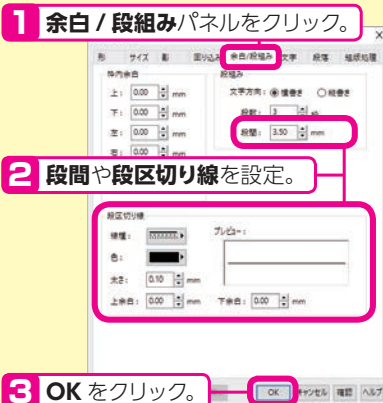 1 余白 / 段組みパネルをクリック。
形 サイズ 影 回り込み 余白/段組み 文字 段落 組版処理
枠内余白 段組み
上： 0.00 mm 文字方向： 横書き 縦書き
下： 0.00 mm 段数： 3
左： 0.00 mm 段間： 3.50 mm
右： 0.00 mm
2 段間や段区切り線を設定。
段区切り線
線種： プレビュー：
色：
太さ： 0.10 mm
上余白： 0.00 mm 下余白： 0.00 mm
3 OK をクリック。
OK キャンセル 確認 ヘルプ